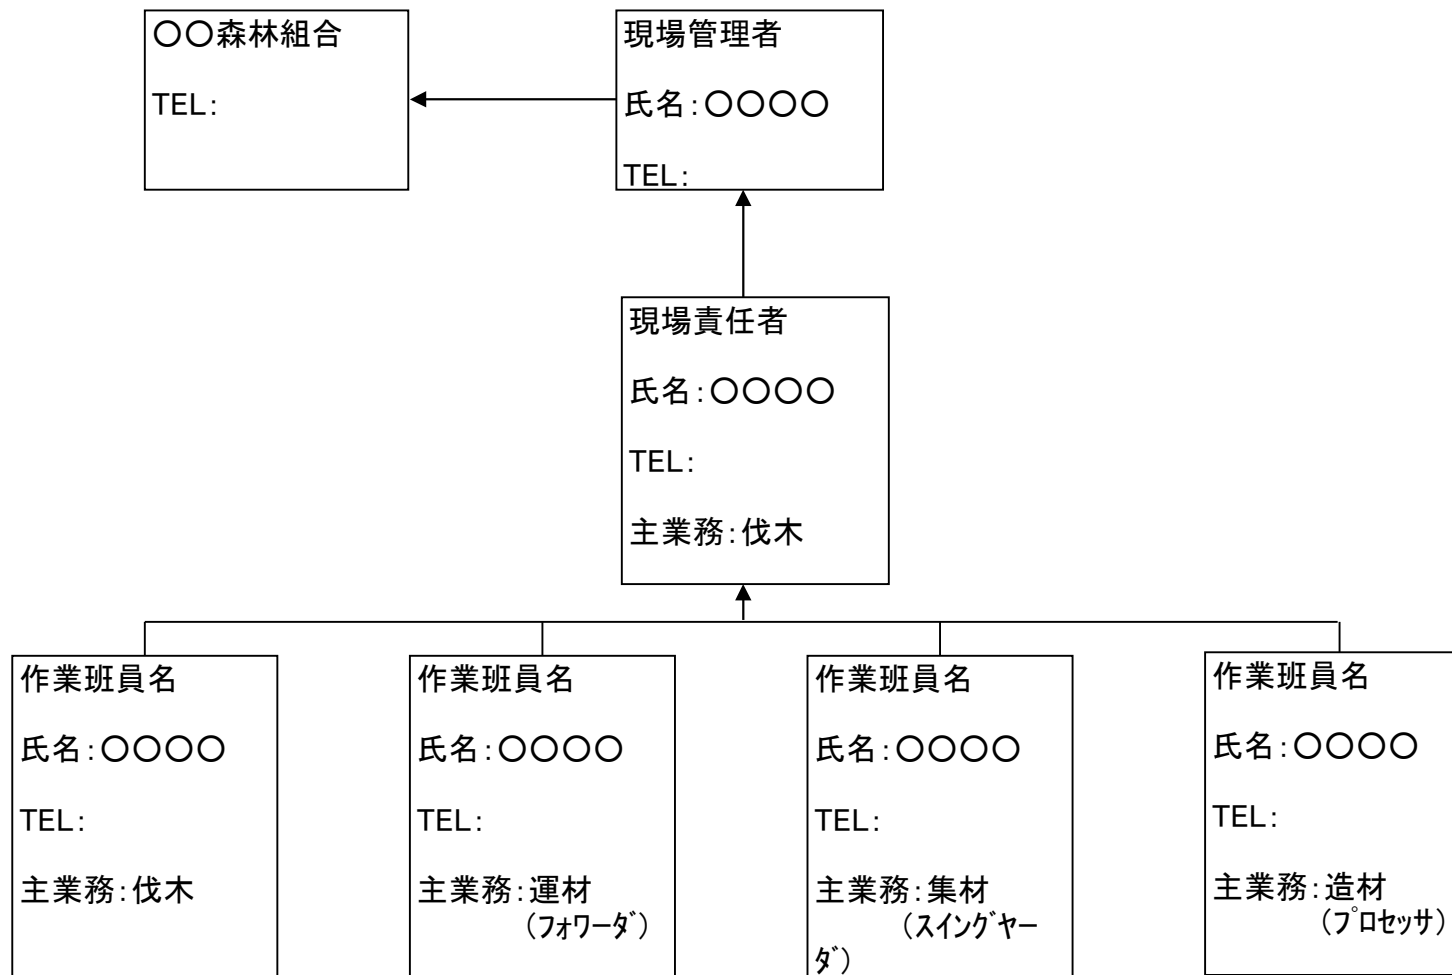 〇〇森林組合
TEL：
現場管理者
氏名：〇〇〇〇
TEL：
現場責任者
氏名：〇〇〇〇
TEL：
主業務：伐木
作業班員名
氏名：〇〇〇〇
TEL：
主業務：伐木
作業班員名
氏名：〇〇〇〇
TEL：
主業務：運材
（ﾌｫﾜｰﾀﾞ）
作業班員名
氏名：〇〇〇〇
TEL：
主業務：集材
（ｽｲﾝｸﾞﾔｰ
ﾀﾞ）
作業班員名
氏名：〇〇〇〇
TEL：
主業務：造材
（ﾌﾟﾛｾｯｻ）